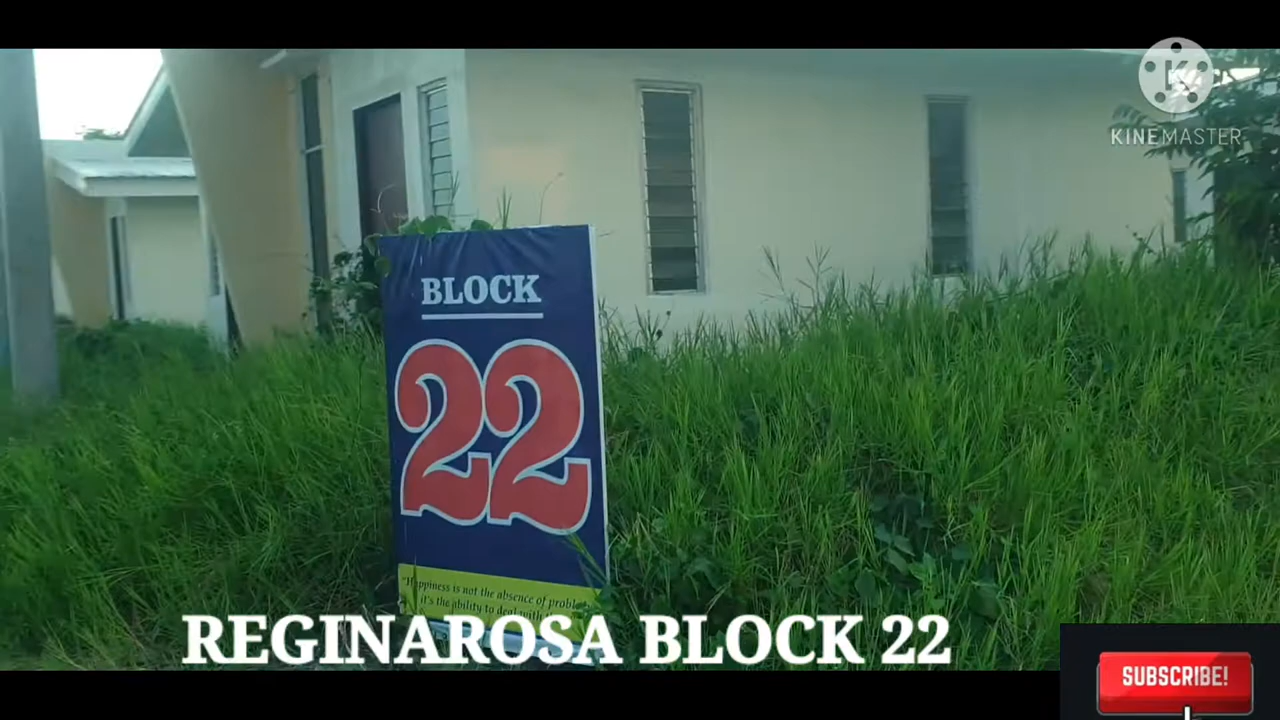 K
KINEMASTER
BLOCK
22
"Happiness is not the absence of
it's the ability to deal with
REGINAROSA BLOCK 22
SUBSCRIBE!